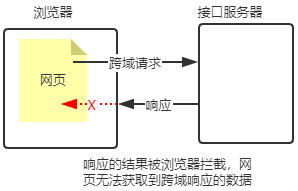 浏览器
接口服务器
跨域请求
网页
X
响应
响应的结果被浏览器拦截，网
页无法获取到跨域响应的数据